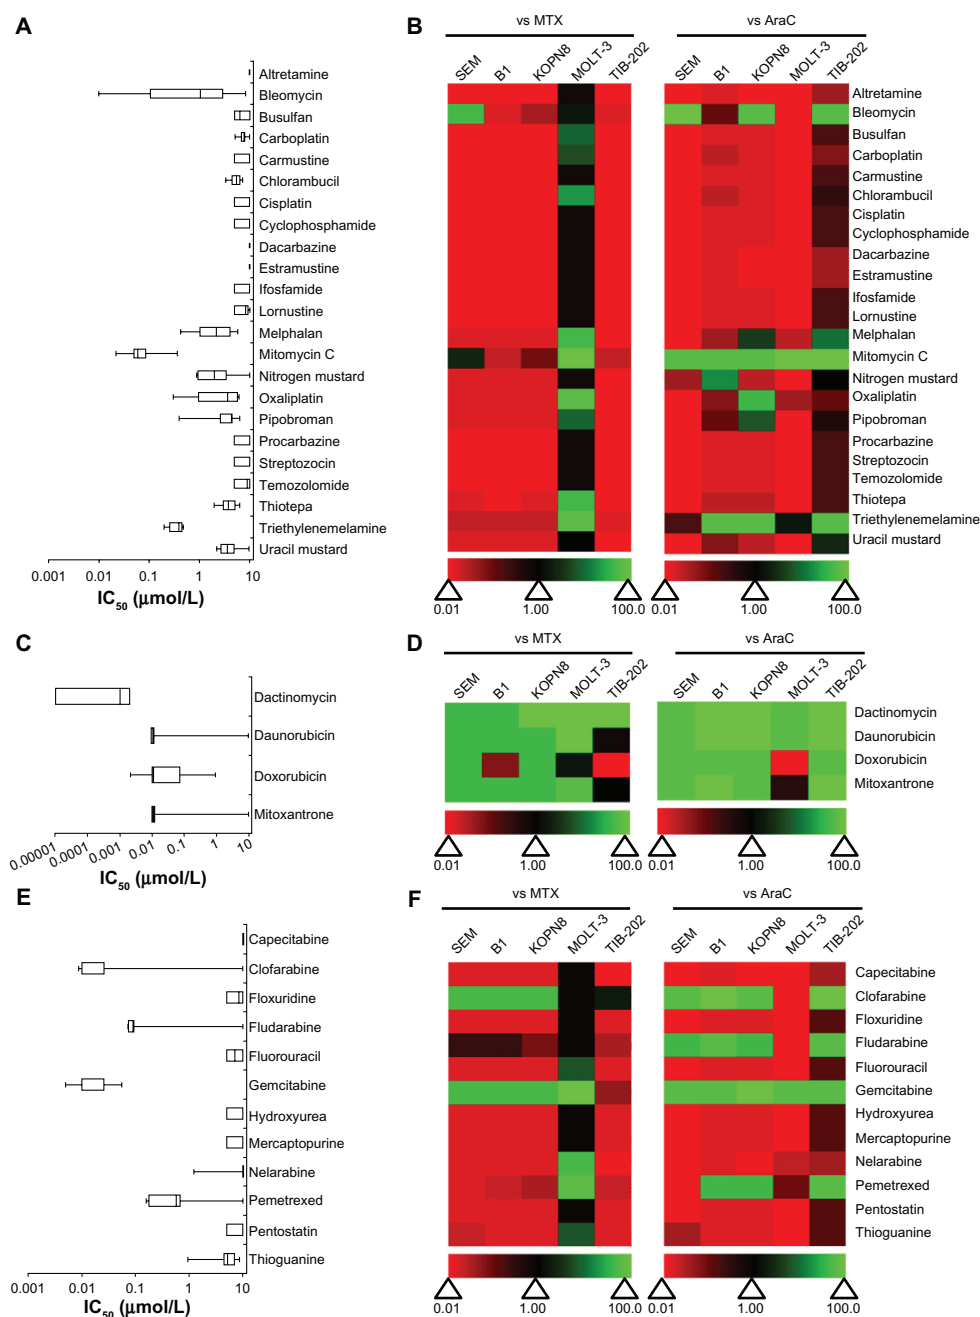 A
Altretamine
Bleomycin
Busulfan
Carboplatin
Carmustine
Chlorambucil
Cisplatin
Cyclophosphamide
Dacarbazine
Estramustine
Ifosfamide
Lornustine
Melphalan
Mitomycin C
Nitrogen mustard
Oxaliplatin
Pipobroman
Procarbazine
Streptozocin
Temozolomide
Thiotepa
Triethylenemelamine
Uracil mustard
0.001 0.01 0.1 1 10
IC50 (μmol/L)
B
vs MTX vs AraC
SEM B1 KOPN8 MOLT-3 TIB-202 SEM B1 KOPN8 MOLT-3 TIB-202
Altretamine
Bleomycin
Busulfan
Carboplatin
Carmustine
Chlorambucil
Cisplatin
Cyclophosphamide
Dacarbazine
Estramustine
Ifosfamide
Lornustine
Melphalan
Mitomycin C
Nitrogen mustard
Oxaliplatin
Pipobroman
Procarbazine
Streptozocin
Temozolomide
Thiotepa
Triethylenemelamine
Uracil mustard
0.01 1.00 100.0 0.01 1.00 100.0
C
Dactinomycin
Daunorubicin
Doxorubicin
Mitoxantrone
0.00001 0.0001 0.001 0.01 0.1 1 10
IC50 (μmol/L)
D
vs MTX vs AraC
SEM B1 KOPN8 MOLT-3 TIB-202 SEM B1 KOPN8 MOLT-3 TIB-202
Dactinomycin
Daunorubicin
Doxorubicin
Mitoxantrone
0.01 1.00 100.0 0.01 1.00 100.0
E
Capecitabine
Clofarabine
Floxuridine
Fludarabine
Fluorouracil
Gemcitabine
Hydroxyurea
Mercaptopurine
Nelarabine
Pemetrexed
Pentostatin
Thioguanine
0.001 0.01 0.1 1 10
IC50 (μmol/L)
F
vs MTX vs AraC
SEM B1 KOPN8 MOLT-3 TIB-202 SEM B1 KOPN8 MOLT-3 TIB-202
Capecitabine
Clofarabine
Floxuridine
Fludarabine
Fluorouracil
Gemcitabine
Hydroxyurea
Mercaptopurine
Nelarabine
Pemetrexed
Pentostatin
Thioguanine
0.01 1.00 100.0 0.01 1.00 100.0